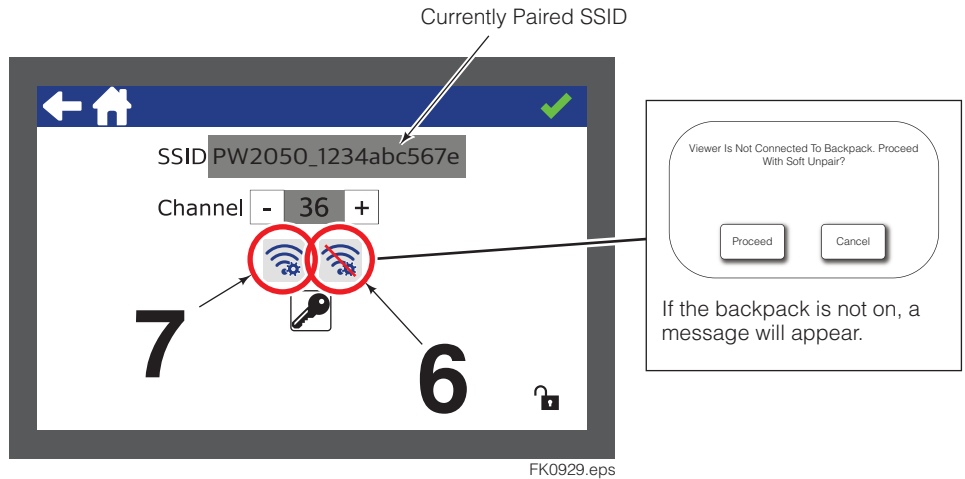 Currently Paired SSID
SSID PW2050_1234abc567e
Channel - 36 +
7
6
Viewer Is Not Connected To Backpack. Proceed
With Soft Unpair?
Proceed
Cancel
If the backpack is not on, a
message will appear.
FK0929.eps